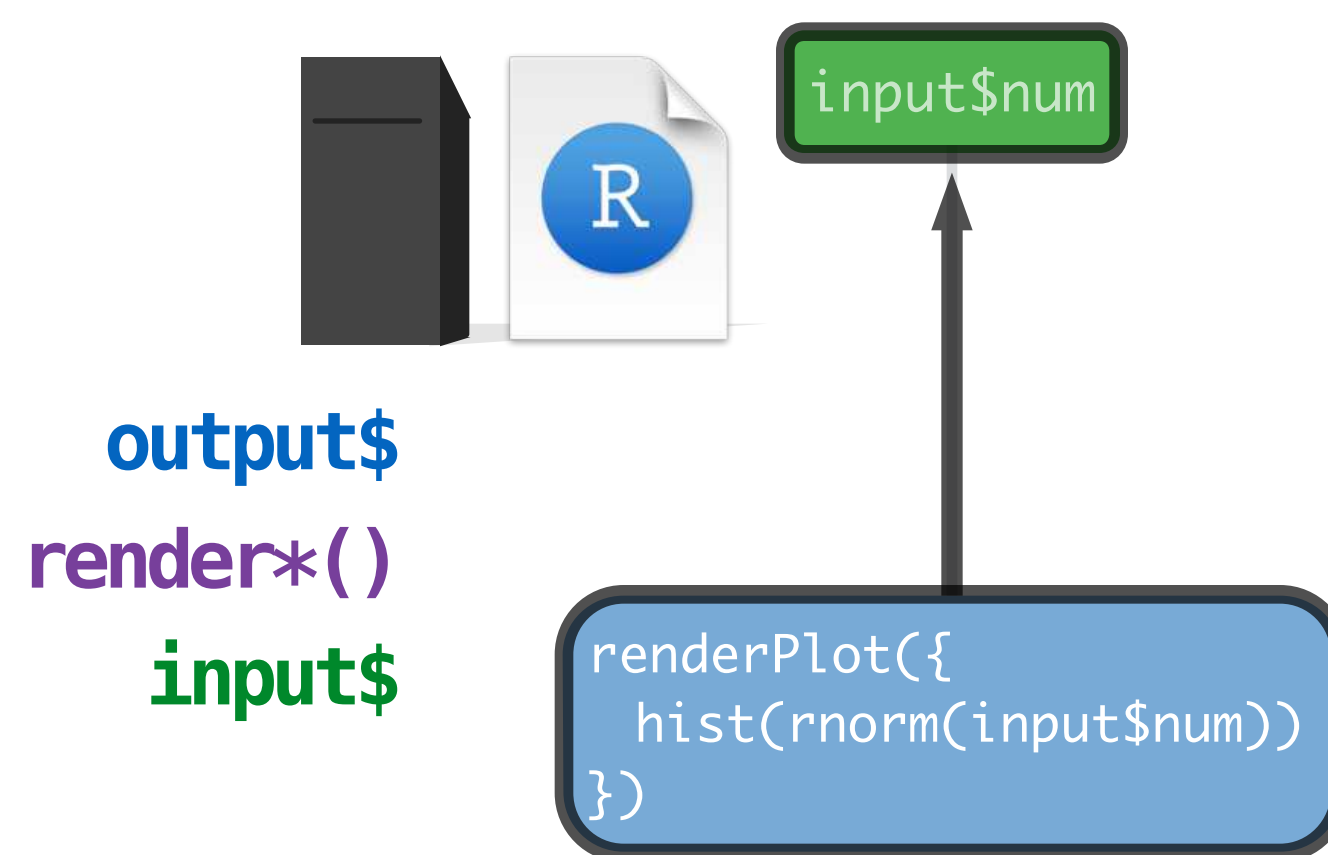 input$num
R
output$
render*()
input$
renderPlot({
  hist(rnorm(input$num))
})